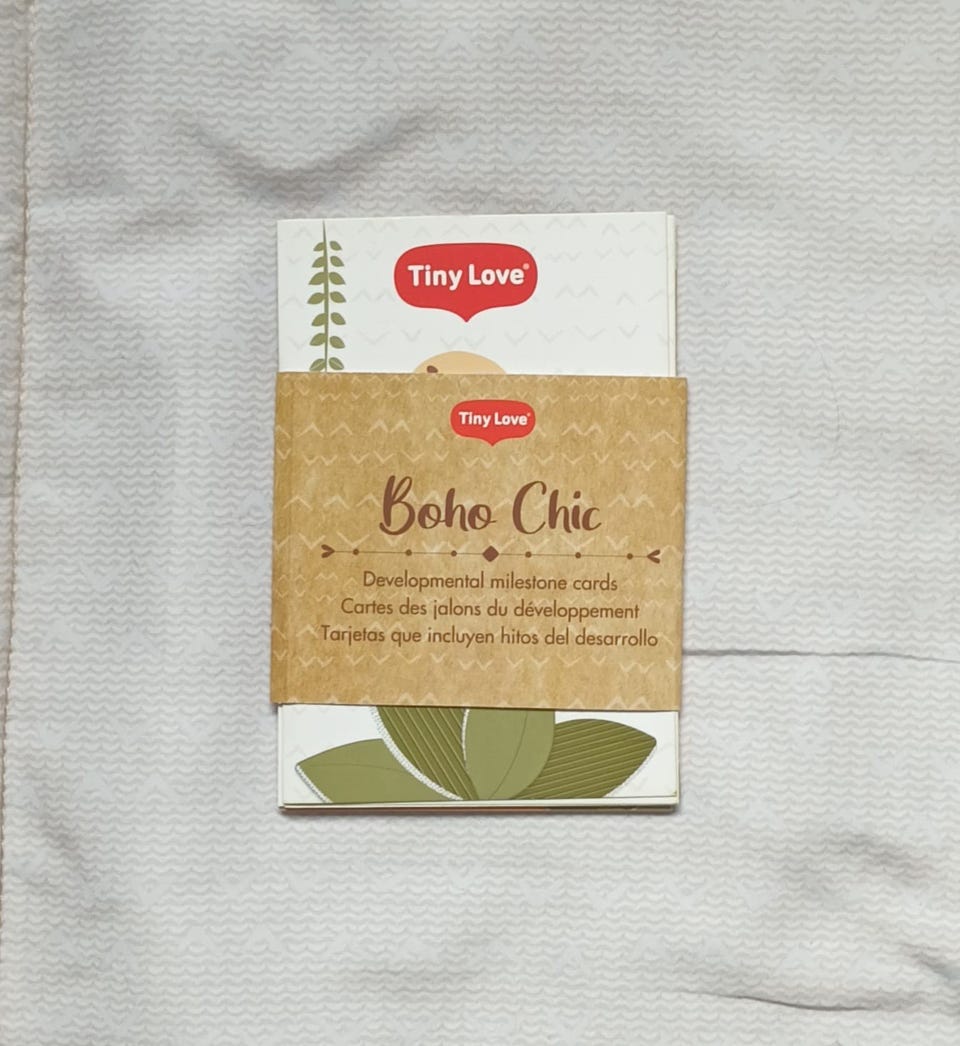 Tiny Love®
Tiny Love®
Boho Chic
Developmental milestone cards
Cartes des jalons du développement
Tarjetas que incluyen hitos del desarrollo